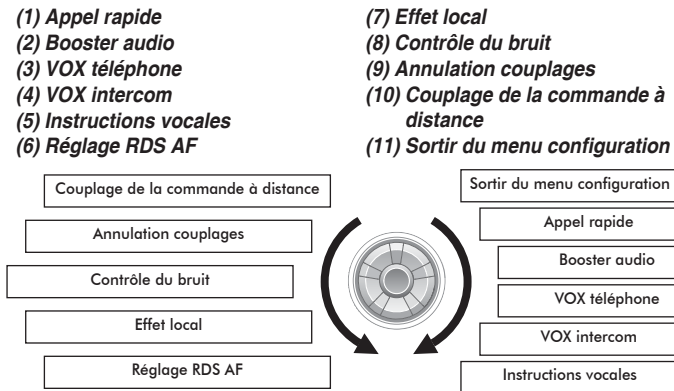 (1) Appel rapide
(2) Booster audio
(3) VOX téléphone
(4) VOX intercom
(5) Instructions vocales
(6) Réglage RDS AF
(7) Effet local
(8) Contrôle du bruit
(9) Annulation couplages
(10) Couplage de la commande à
distance
(11) Sortir du menu configuration
Couplage de la commande à distance
Annulation couplages
Contrôle du bruit
Effet local
Réglage RDS AF
Sortir du menu configuration
Appel rapide
Booster audio
VOX téléphone
VOX intercom
Instructions vocales